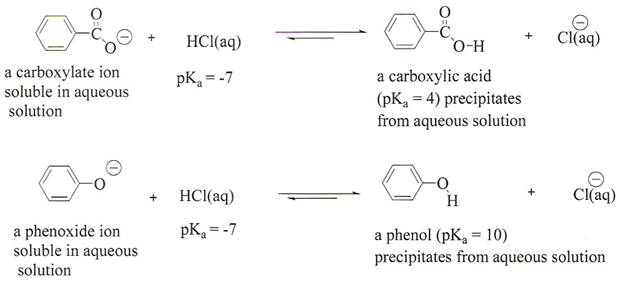 O
C
O⊖ + HCl(aq) O
C
O-H + ⊖
Cl(aq)
a carboxylate ion
soluble in aqueous
solution
pKa = -7
a carboxylic acid
(pKa = 4) precipitates
from aqueous solution
O⊖ + HCl(aq) O
H + ⊖
Cl(aq)
a phenoxide ion
soluble in aqueous
solution
pKa = -7
a phenol (pKa = 10)
precipitates from aqueous solution